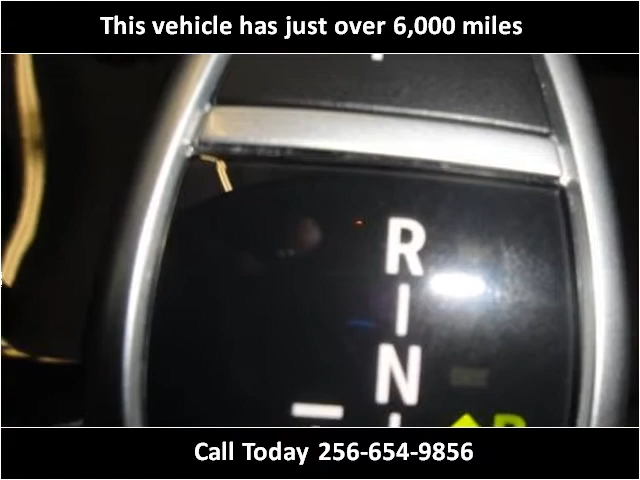 This vehicle has just over 6,000 miles
R
N
Call Today 256-654-9856